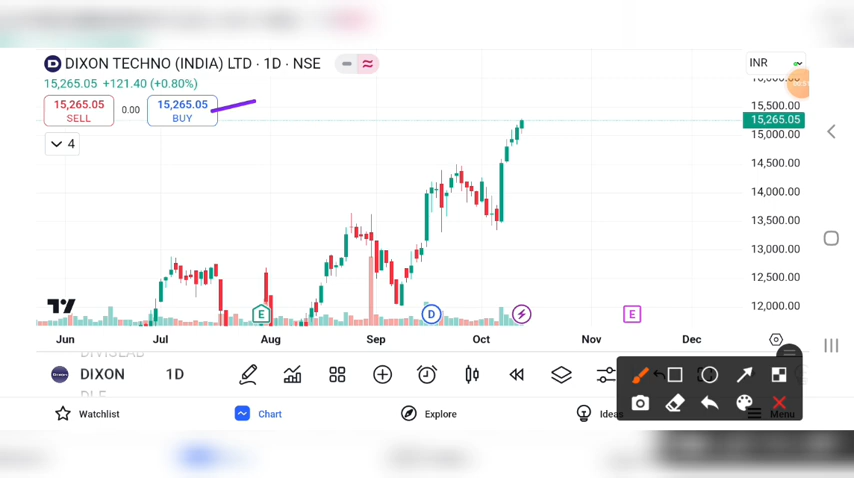 DIXON TECHNO (INDIA) LTD · 1D · NSE
INR
15,265.05 +121.40 (+0.80%)
15,265.05
SELL
0.00
15,265.05
BUY
4
15,500.00
15,265.05
15,000.00
14,500.00
14,000.00
13,500.00
13,000.00
12,500.00
12,000.00
E
D
E
Jun
Jul
Aug
Sep
Oct
Nov
Dec
DIVISLAB
DIXON
1D
Watchlist
Chart
Explore
Ideas
Menu